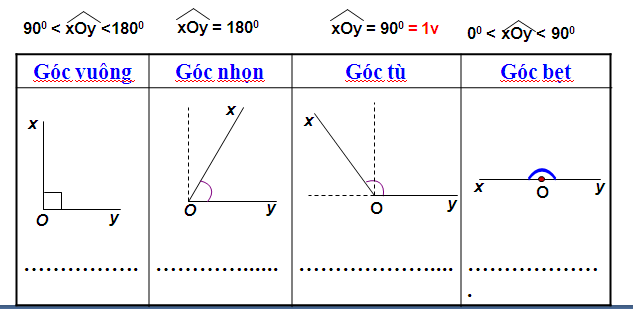 90⁰ < xOy <180⁰ xOy = 180⁰ xOy = 90⁰ = 1v 0⁰ < xOy < 90⁰
Góc vuông Góc nhọn Góc tù Góc bẹt
x O y
x O y
x O y
x O y
................. ................. ..................... ..................
.